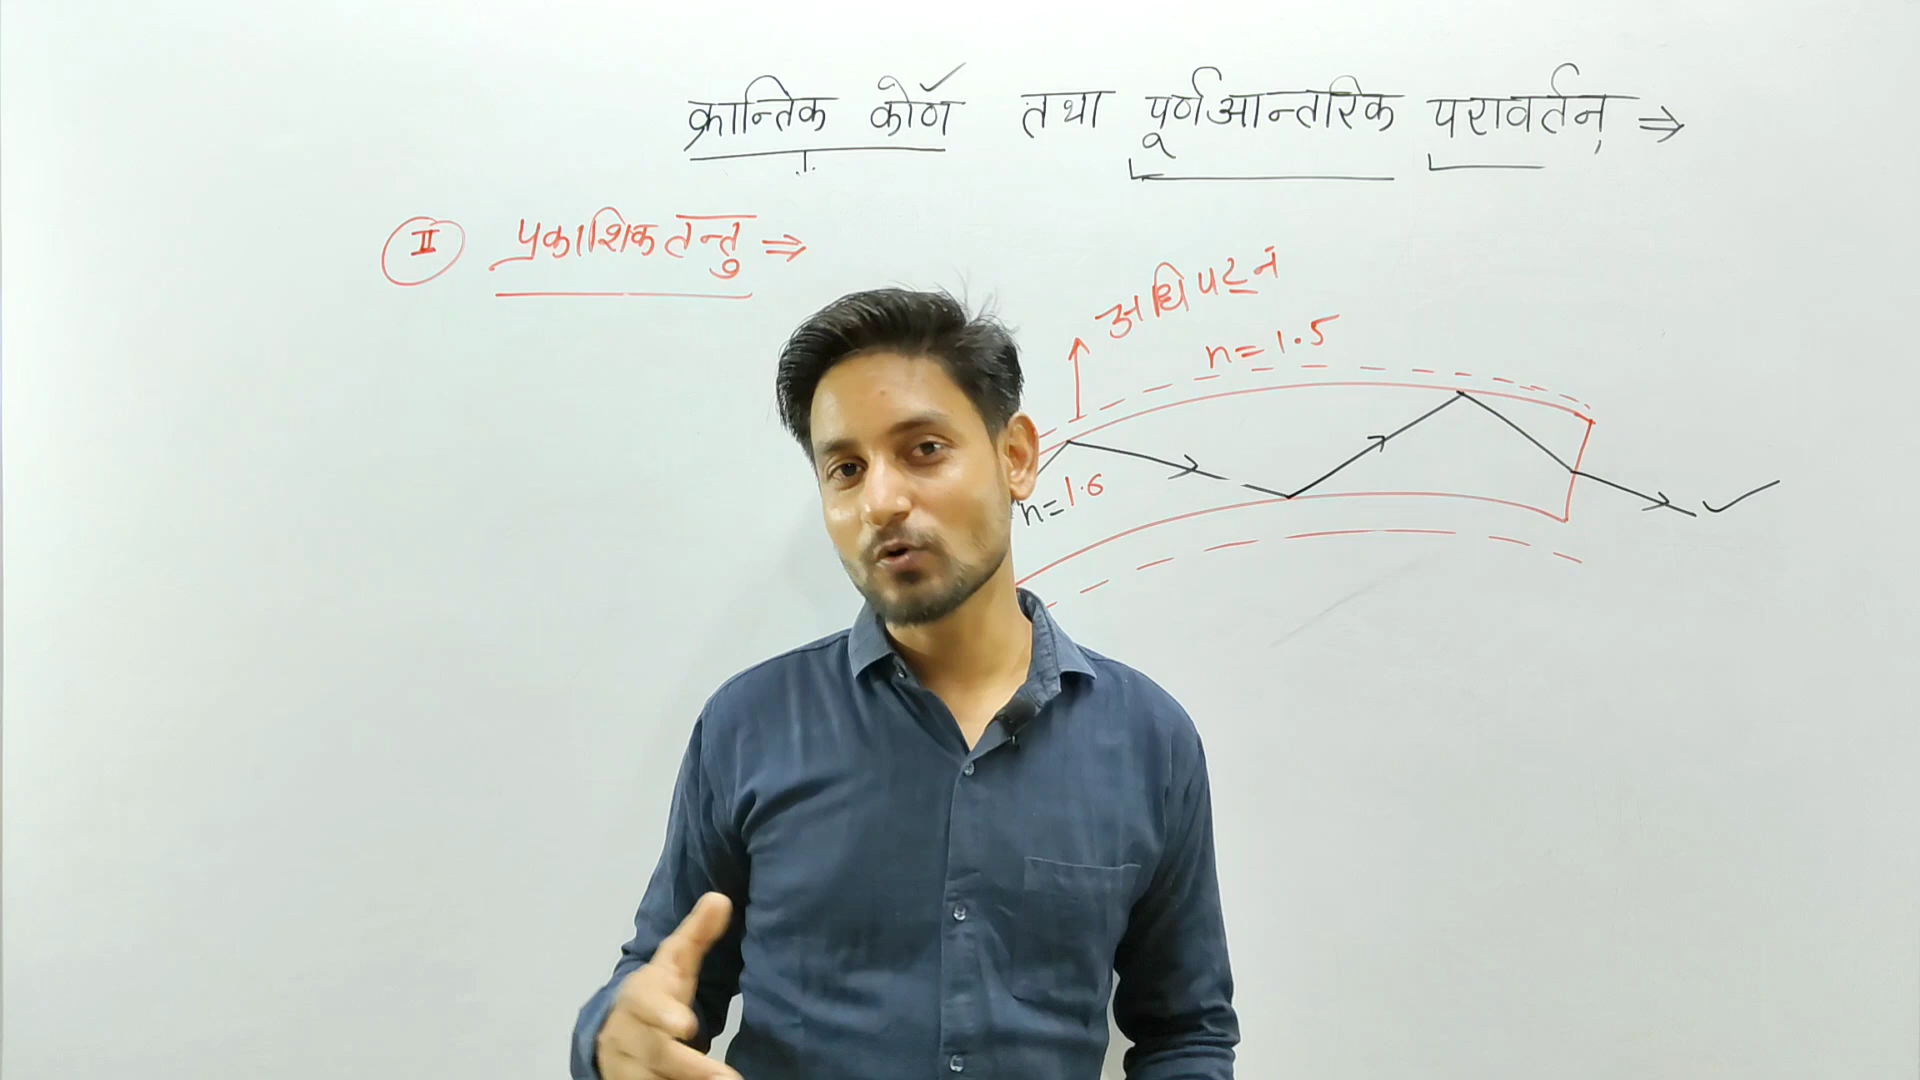 क्रान्तिक कोण तथा पूर्णआन्तरिक परावर्तन ⇒
II प्रकाशिक तन्तु ⇒
अधिपट्न
n=1.5
n=1.6